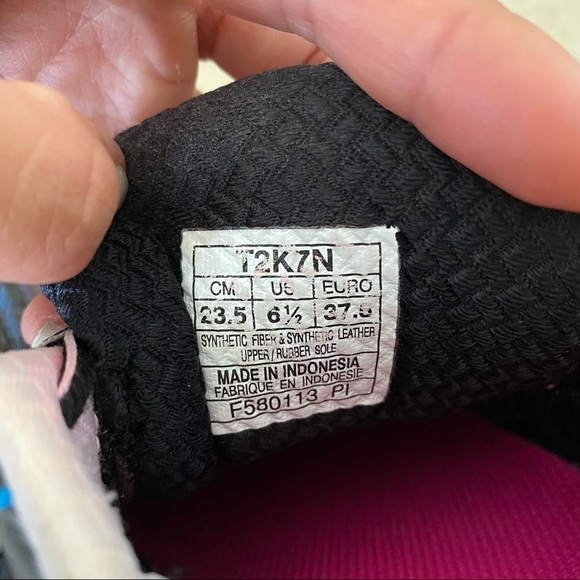 T2K7N
CM US EURO
23.5 6½ 37.5
SYNTHETIC FIBER & SYNTHETIC LEATHER
UPPER / RUBBER SOLE
MADE IN INDONESIA
FABRIQUE EN INDONESIE
F580113 PI